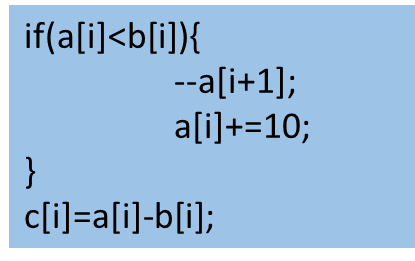 if(a[i]<b[i]){
--a[i+1];
a[i]+=10;
}
c[i]=a[i]-b[i];